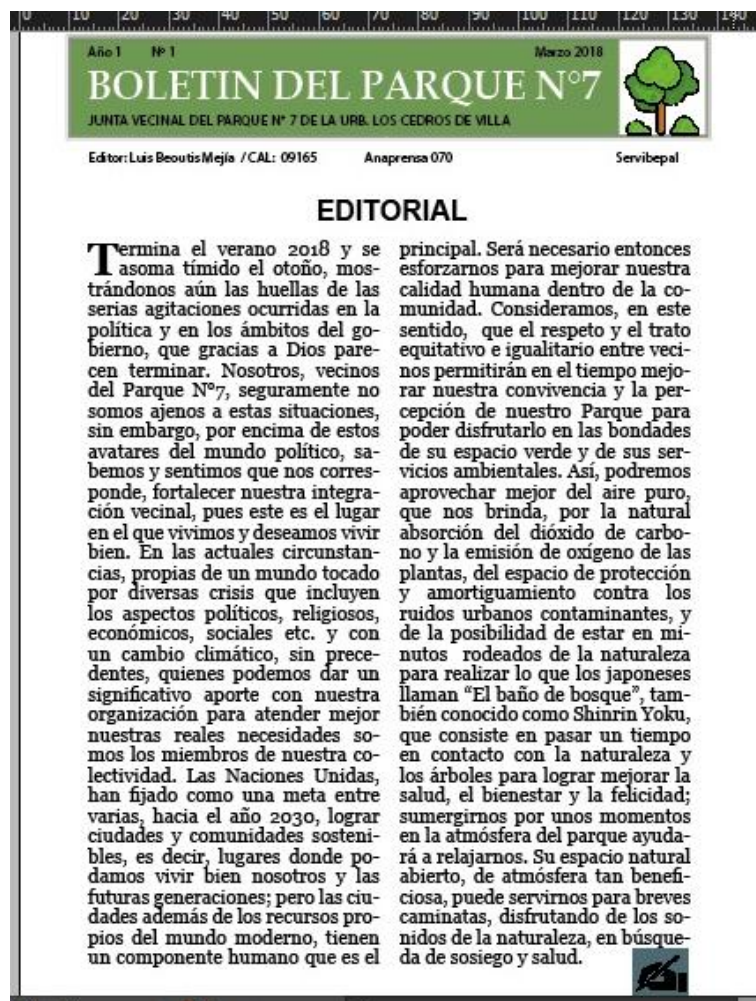 0 10 20 30 40 50 60 70 80 90 100 110 120 130 140
Año 1 Nº 1 Marzo 2018
BOLETIN DEL PARQUE N°7
JUNTA VECINAL DEL PARQUE N° 7 DE LA URB. LOS CEDROS DE VILLA
Editor: Luis Beoutis Mejía / CAL: 09165 Anaprensa 070 Servibepal
EDITORIAL
Termina el verano 2018 y se
asoma tímido el otoño, mos-
trándonos aún las huellas de las
serias agitaciones ocurridas en la
política y en los ámbitos del go-
bierno, que gracias a Dios pare-
cen terminar. Nosotros, vecinos
del Parque N°7, seguramente no
somos ajenos a estas situaciones,
sin embargo, por encima de estos
avatares del mundo político, sa-
bemos y sentimos que nos corres-
ponde, fortalecer nuestra integra-
ción vecinal, pues este es el lugar
en el que vivimos y deseamos vivir
bien. En las actuales circunstan-
cias, propias de un mundo tocado
por diversas crisis que incluyen
los aspectos políticos, religiosos,
económicos, sociales etc. y con
un cambio climático, sin prece-
dentes, quienes podemos dar un
significativo aporte con nuestra
organización para atender mejor
nuestras reales necesidades so-
mos los miembros de nuestra co-
lectividad. Las Naciones Unidas,
han fijado como una meta entre
varias, hacia el año 2030, lograr
ciudades y comunidades sosteni-
bles, es decir, lugares donde po-
damos vivir bien nosotros y las
futuras generaciones; pero las ciu-
dades además de los recursos pro-
pios del mundo moderno, tienen
un componente humano que es el
principal. Será necesario entonces
esforzarnos para mejorar nuestra
calidad humana dentro de la co-
munidad. Consideramos, en este
sentido, que el respeto y el trato
equitativo e igualitario entre veci-
nos permitirán en el tiempo mejo-
rar nuestra convivencia y la per-
cepción de nuestro Parque para
poder disfrutarlo en las bondades
de su espacio verde y de sus ser-
vicios ambientales. Así, podremos
aprovechar mejor del aire puro,
que nos brinda, por la natural
absorción del dióxido de carbo-
no y la emisión de oxígeno de las
plantas, del espacio de protección
y amortiguamiento contra los
ruidos urbanos contaminantes, y
de la posibilidad de estar en mi-
nutos rodeados de la naturaleza
para realizar lo que los japoneses
llaman “El baño de bosque”, tam-
bién conocido como Shinrin Yoku,
que consiste en pasar un tiempo
en contacto con la naturaleza y
los árboles para lograr mejorar la
salud, el bienestar y la felicidad;
sumergirnos por unos momentos
en la atmósfera del parque ayuda-
rá a relajarnos. Su espacio natural
abierto, de atmósfera tan benefi-
ciosa, puede servirnos para breves
caminatas, disfrutando de los so-
nidos de la naturaleza, en búsque-
da de sosiego y salud.